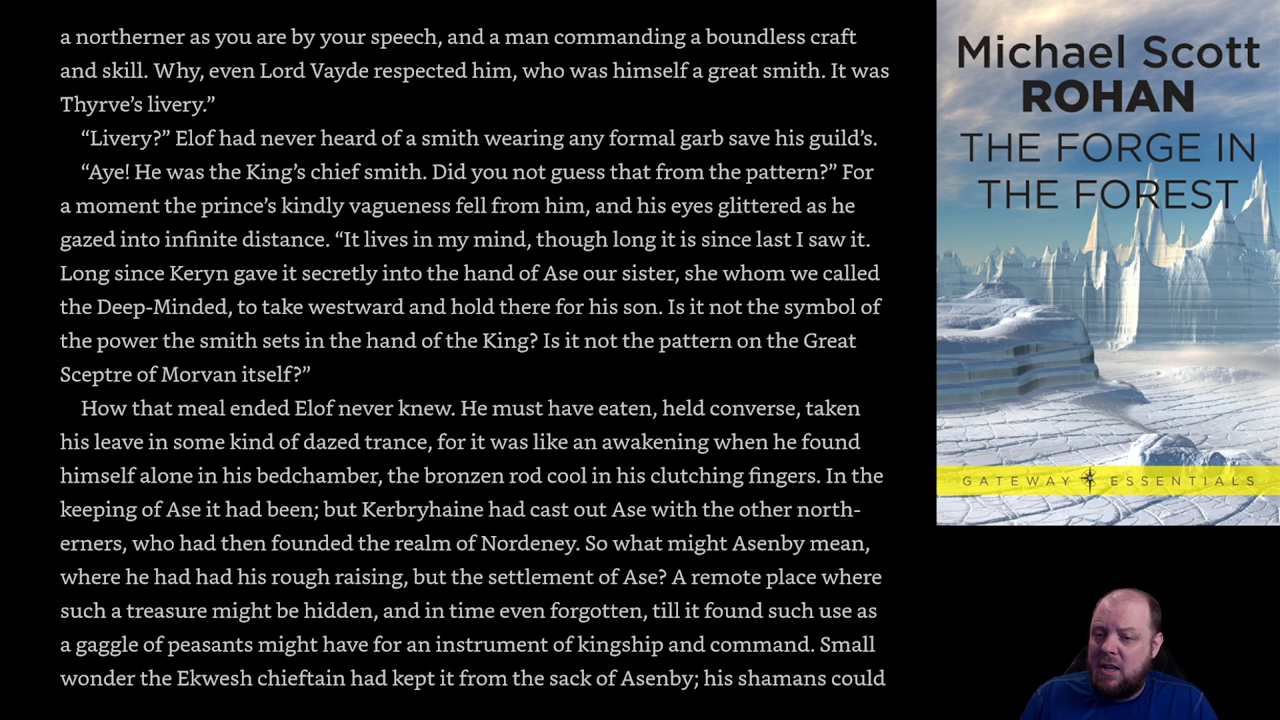 a northerner as you are by your speech, and a man commanding a boundless craft
and skill. Why, even Lord Vayde respected him, who was himself a great smith. It was
Thyrve’s livery.”
“Livery?” Elof had never heard of a smith wearing any formal garb save his guild’s.
“Aye! He was the King’s chief smith. Did you not guess that from the pattern?” For
a moment the prince’s kindly vagueness fell from him, and his eyes glittered as he
gazed into infinite distance. “It lives in my mind, though long it is since last I saw it.
Long since Keryn gave it secretly into the hand of Ase our sister, she whom we called
the Deep-Minded, to take westward and hold there for his son. Is it not the symbol of
the power the smith sets in the hand of the King? Is it not the pattern on the Great
Sceptre of Morvan itself?”
How that meal ended Elof never knew. He must have eaten, held converse, taken
his leave in some kind of dazed trance, for it was like an awakening when he found
himself alone in his bedchamber, the bronzen rod cool in his clutching fingers. In the
keeping of Ase it had been; but Kerbryhaine had cast out Ase with the other north-
erners, who had then founded the realm of Nordeney. So what might Asenby mean,
where he had had his rough raising, but the settlement of Ase? A remote place where
such a treasure might be hidden, and in time even forgotten, till it found such use as
a gaggle of peasants might have for an instrument of kingship and command. Small
wonder the Ekwesh chieftain had kept it from the sack of Asenby; his shamans could
Michael Scott
ROHAN
THE FORGE IN
THE FOREST
GATEWAY ESSENTIALS